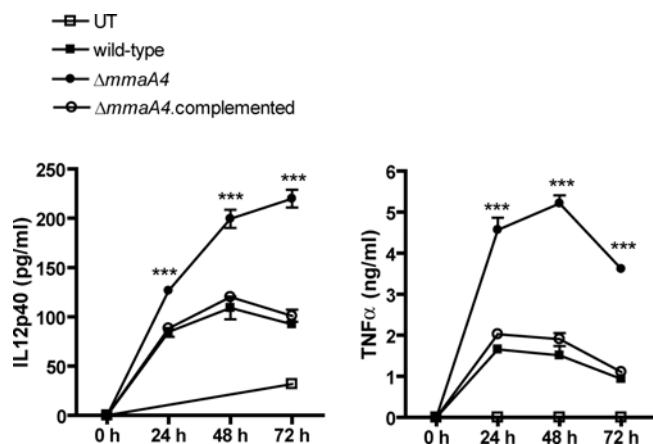 UT
wild-type
ΔmmaA4
ΔmmaA4.complemented
IL12p40 (pg/ml)
250
200
150
100
50
0
***
***
***
0 h 24 h 48 h 72 h
TNFα (ng/ml)
6
5
4
3
2
1
0
***
***
***
0 h 24 h 48 h 72 h